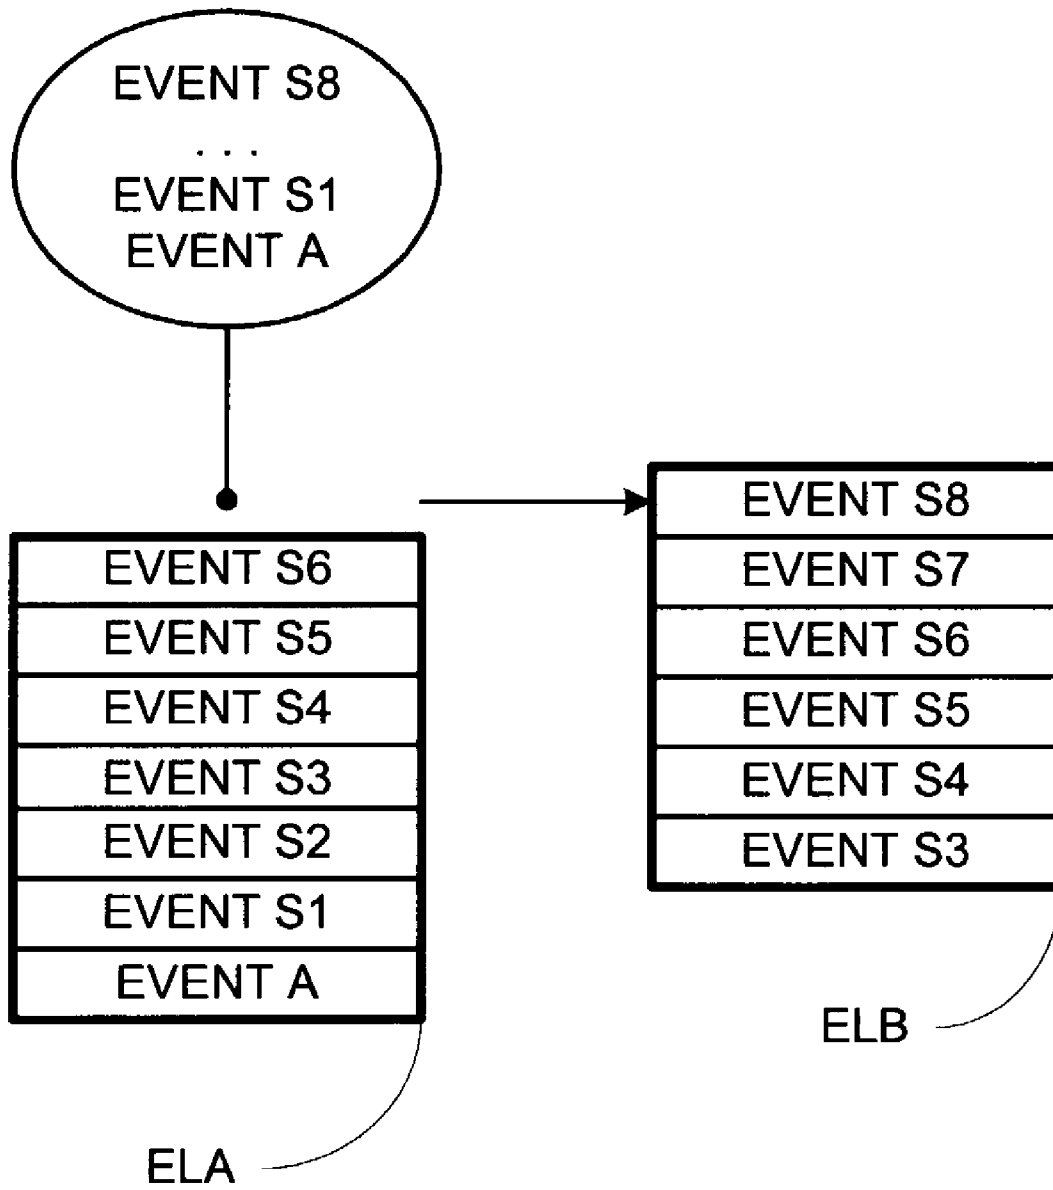 EVENT S8
. . .
EVENT S1
EVENT A
EVENT S6
EVENT S5
EVENT S4
EVENT S3
EVENT S2
EVENT S1
EVENT A
ELA
EVENT S8
EVENT S7
EVENT S6
EVENT S5
EVENT S4
EVENT S3
ELB